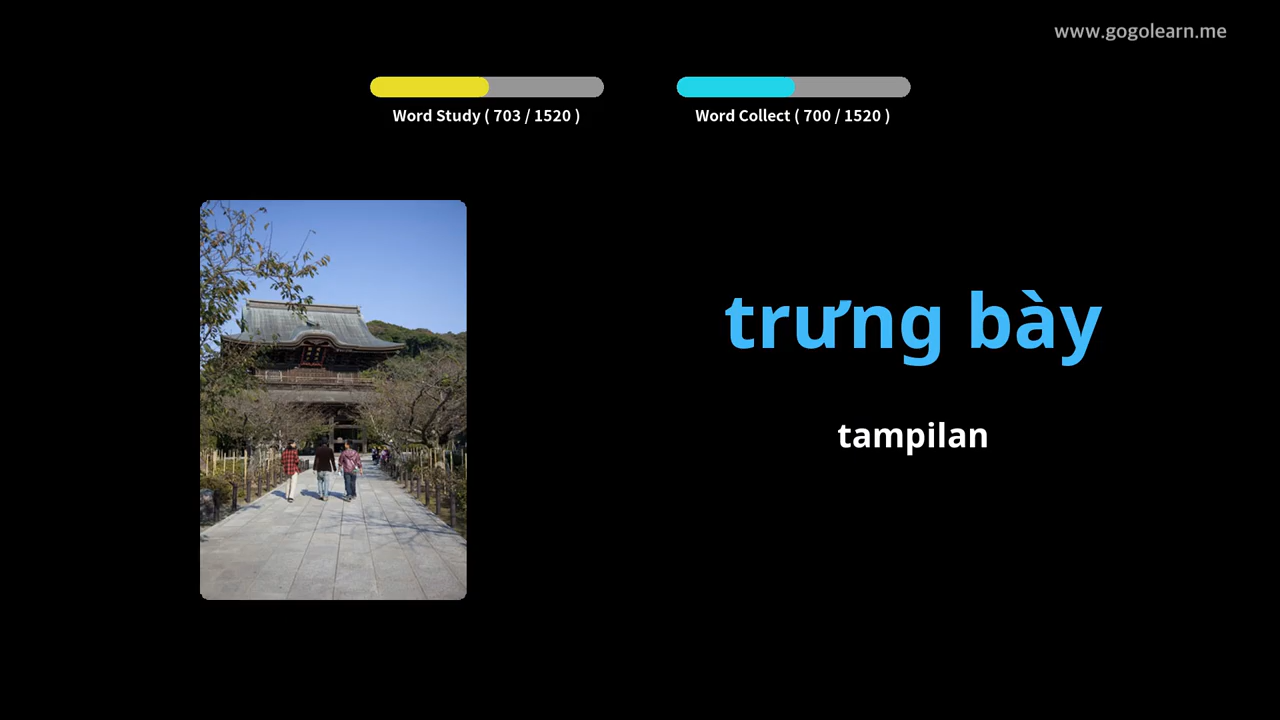 www.gogolearn.me
Word Study ( 703 / 1520 )
Word Collect ( 700 / 1520 )
trưng bày
tampilan